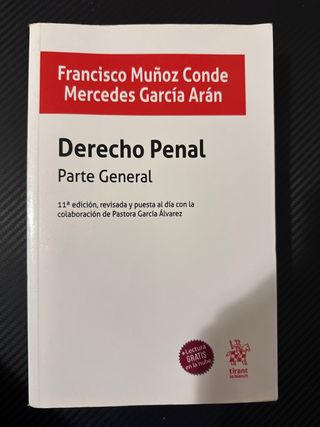 Francisco Muñoz Conde
Mercedes García Arán
Derecho Penal
Parte General
11ª edición, revisada y puesta al día con la
colaboración de Pastora García Álvarez
+Lectura
GRATIS
en la nube
tirant
lo blanch